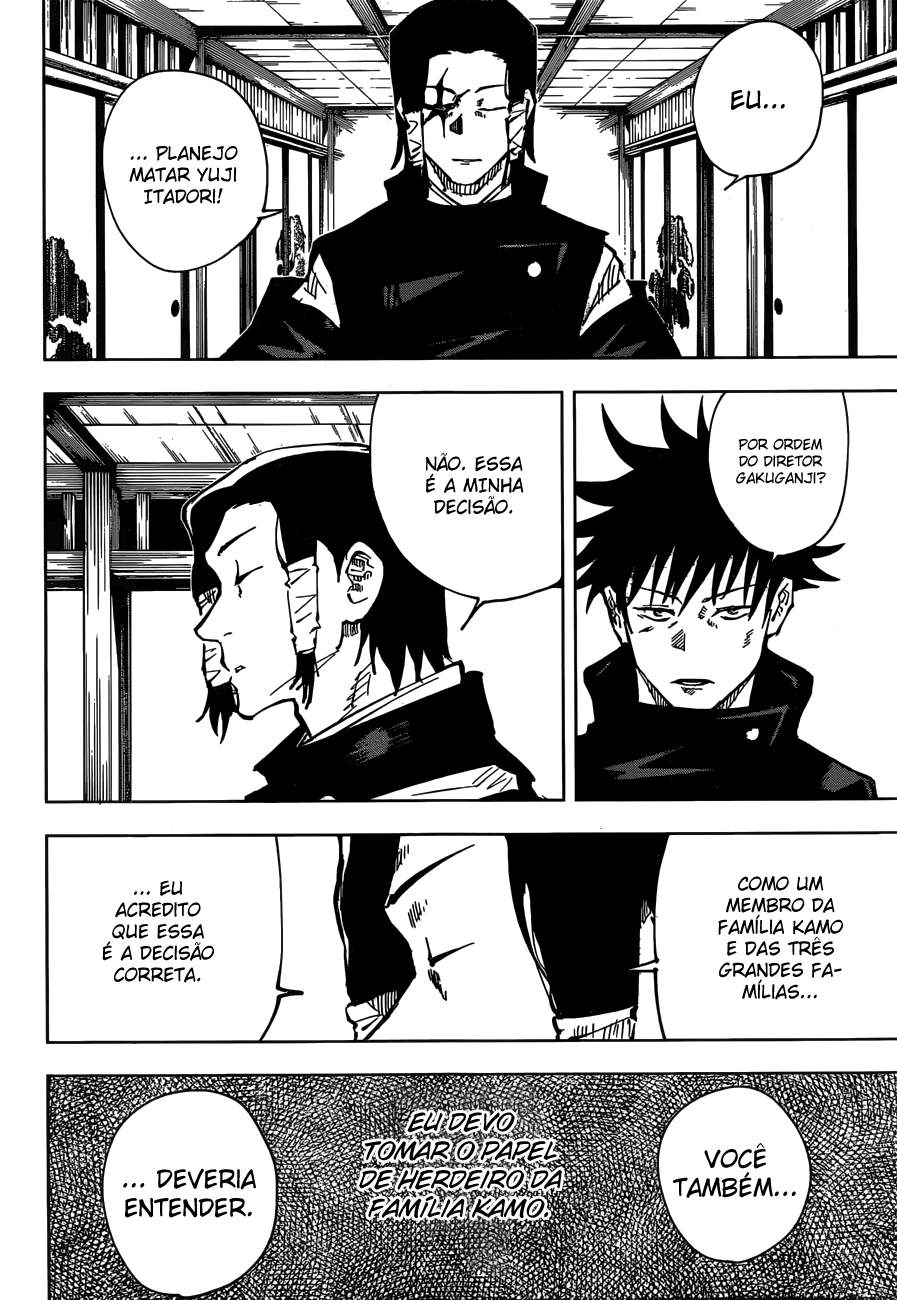 EU...
... PLANEJO
MATAR YUJI
ITADORI!
POR ORDEM
DO DIRETOR
GAKUGANJI?
NÃO. ESSA
É A MINHA
DECISÃO.
COMO UM
MEMBRO DA
FAMÍLIA KAMO
E DAS TRÊS
GRANDES FA-
MÍLIAS...
... EU
ACREDITO
QUE ESSA
É A DECISÃO
CORRETA.
VOCÊ
TAMBÉM...
EU DEVO
TOMAR O PAPEL
DE HERDEIRO DA
FAMÍLIA KAMO.
... DEVERIA
ENTENDER.